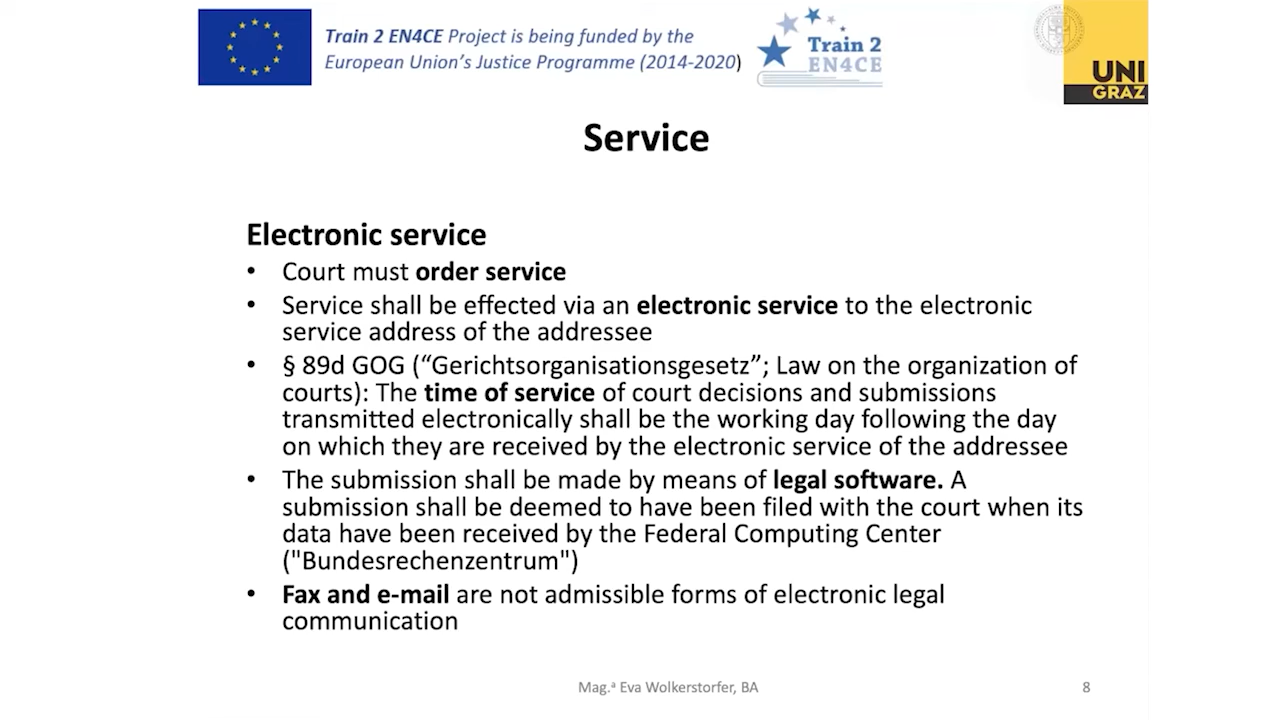 Train 2 EN4CE Project is being funded by the
European Union's Justice Programme (2014-2020)
Train 2
EN4CE
UNI
GRAZ
Service
Electronic service
• Court must order service
• Service shall be effected via an electronic service to the electronic
service address of the addressee
• § 89d GOG (“Gerichtsorganisationsgesetz”; Law on the organization of
courts): The time of service of court decisions and submissions
transmitted electronically shall be the working day following the day
on which they are received by the electronic service of the addressee
• The submission shall be made by means of legal software. A
submission shall be deemed to have been filed with the court when its
data have been received by the Federal Computing Center
("Bundesrechenzentrum")
• Fax and e-mail are not admissible forms of electronic legal
communication
Mag.ª Eva Wolkerstorfer, BA
8